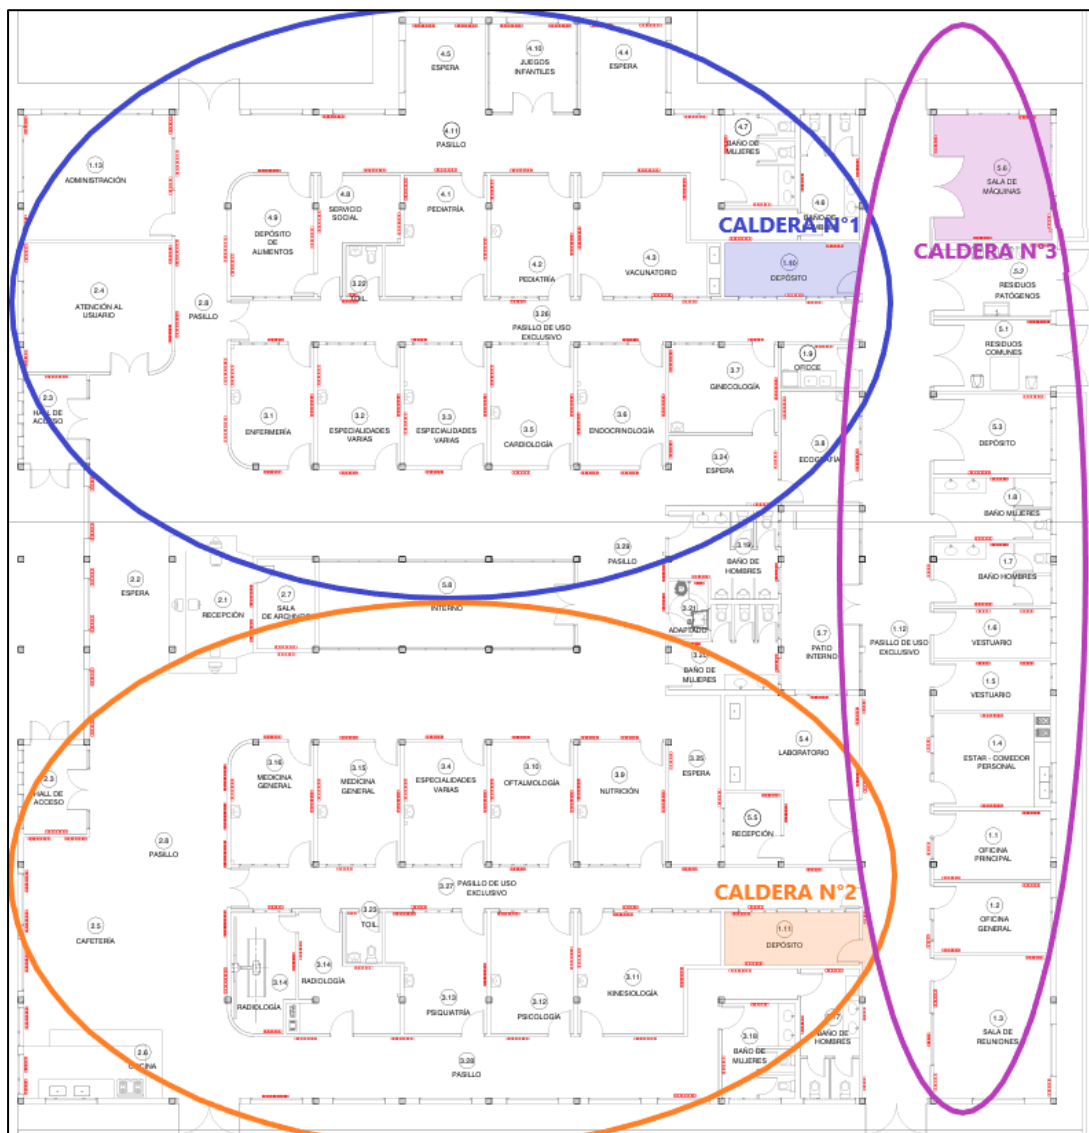 4.5
ESPERA
4.10
JUEGOS
INFANTILES
4.4
ESPERA
4.11
PASILLO
4.7
BAÑO DE
MUJERES
1.13
ADMINISTRACIÓN
4.8
SERVICIO
SOCIAL
4.1
PEDIATRÍA
4.6
BAÑO DE
5.6
SALA DE
MÁQUINAS
4.9
DEPÓSITO
DE
ALIMENTOS
CALDERA N°1
CALDERA N°3
4.2
PEDIATRÍA
4.3
VACUNATORIO
1.10
DEPÓSITO
5.2
RESIDUOS
PATÓGENOS
2.4
ATENCIÓN AL
USUARIO
2.8
PASILLO
3.22
TOIL.
3.26
PASILLO DE USO
EXCLUSIVO
5.1
RESIDUOS
COMUNES
1.9
OFICCE
2.3
HALL DE
ACCESO
3.7
GINECOLOGÍA
3.1
ENFERMERÍA
3.2
ESPECIALIDADES
VARIAS
3.3
ESPECIALIDADES
VARIAS
3.5
CARDIOLOGÍA
3.6
ENDOCRINOLOGÍA
3.24
ESPERA
3.8
ECOGRAFÍA
5.3
DEPÓSITO
1.8
BAÑO MUJERES
3.29
PASILLO
3.19
BAÑO DE
HOMBRES
1.7
BAÑO HOMBRES
2.2
ESPERA
2.1
RECEPCIÓN
2.7
SALA
DE ARCHIVOS
5.8
INTERNO
3.21
ADAPTADO
3.20
BAÑO DE
MUJERES
5.7
PATIO
INTERNO
1.12
PASILLO DE USO
EXCLUSIVO
1.6
VESTUARIO
1.5
VESTUARIO
3.16
MEDICINA
GENERAL
3.15
MEDICINA
GENERAL
3.4
ESPECIALIDADES
VARIAS
3.10
OFTALMOLOGÍA
3.9
NUTRICIÓN
3.25
ESPERA
5.4
LABORATORIO
1.4
ESTAR - COMEDOR
PERSONAL
2.3
HALL DE
ACCESO
2.8
PASILLO
5.5
RECEPCIÓN
1.1
OFICINA
PRINCIPAL
3.27
PASILLO DE USO
EXCLUSIVO
CALDERA N°2
1.2
OFICINA
GENERAL
2.5
CAFETERÍA
3.23
TOIL.
1.11
DEPÓSITO
3.14
RADIOLOGÍA
3.14
RADIOLOGÍA
3.13
PSIQUIATRÍA
3.12
PSICOLOGÍA
3.11
KINESIOLOGÍA
1.3
SALA DE
REUNIONES
2.6
COCINA
3.28
PASILLO
3.18
BAÑO DE
MUJERES
BAÑO DE
HOMBRES